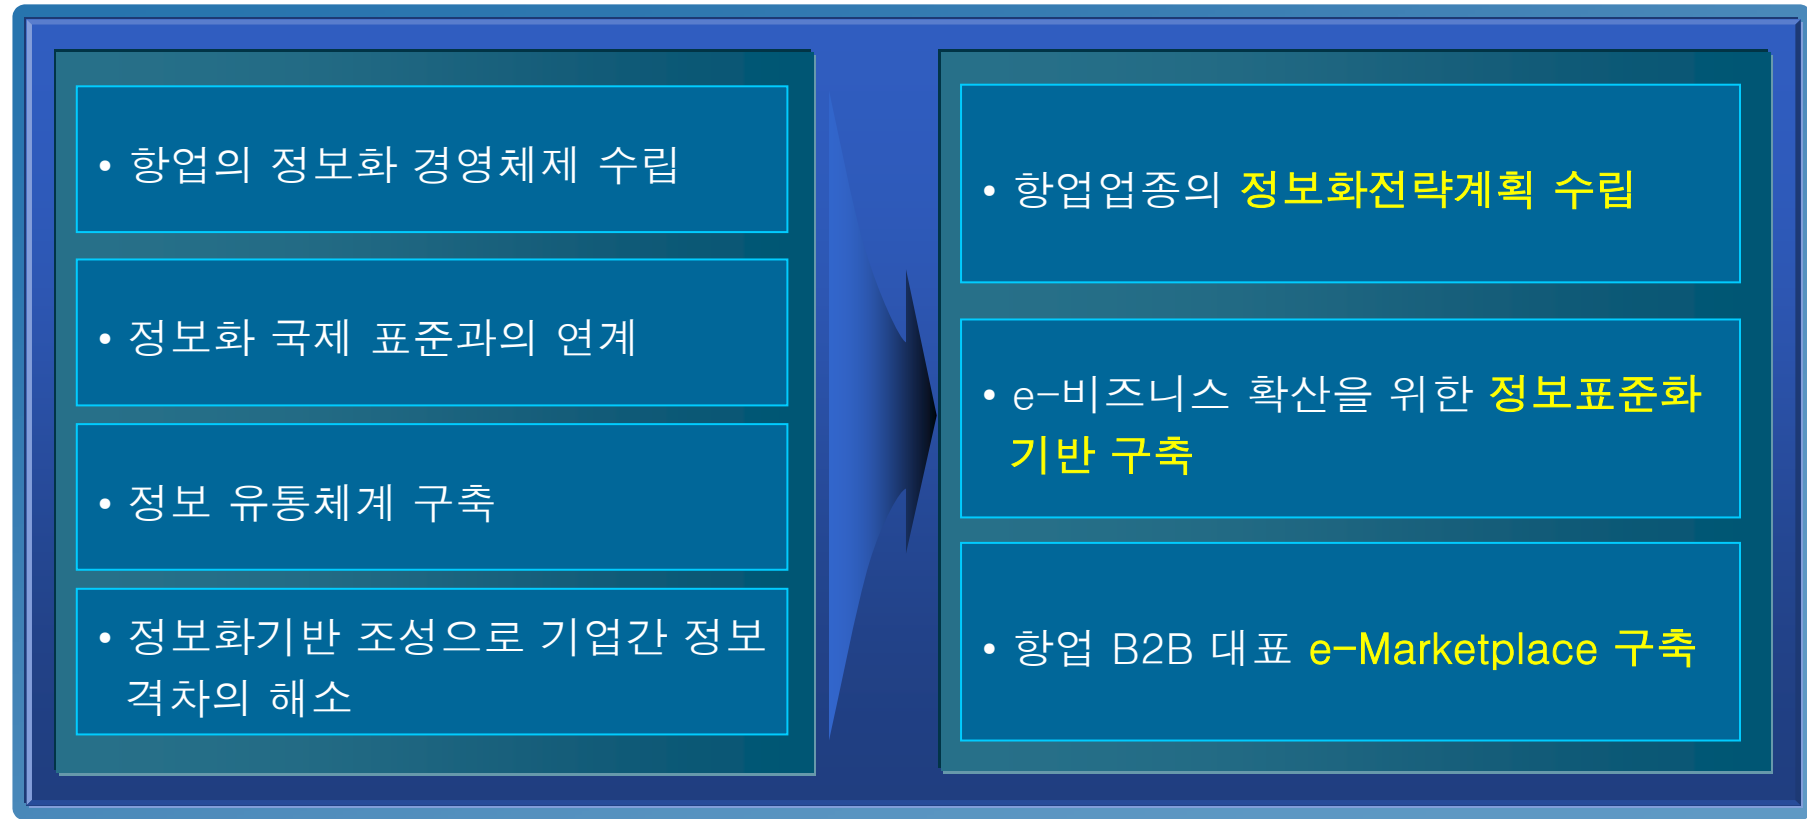 • 항업의 정보화 경영체제 수립
• 정보화 국제 표준과의 연계
• 정보 유통체계 구축
• 정보화기반 조성으로 기업간 정보
격차의 해소
• 항업업종의 정보화전략계획 수립
• e-비즈니스 확산을 위한 정보표준화
기반 구축
• 항업 B2B 대표 e-Marketplace 구축